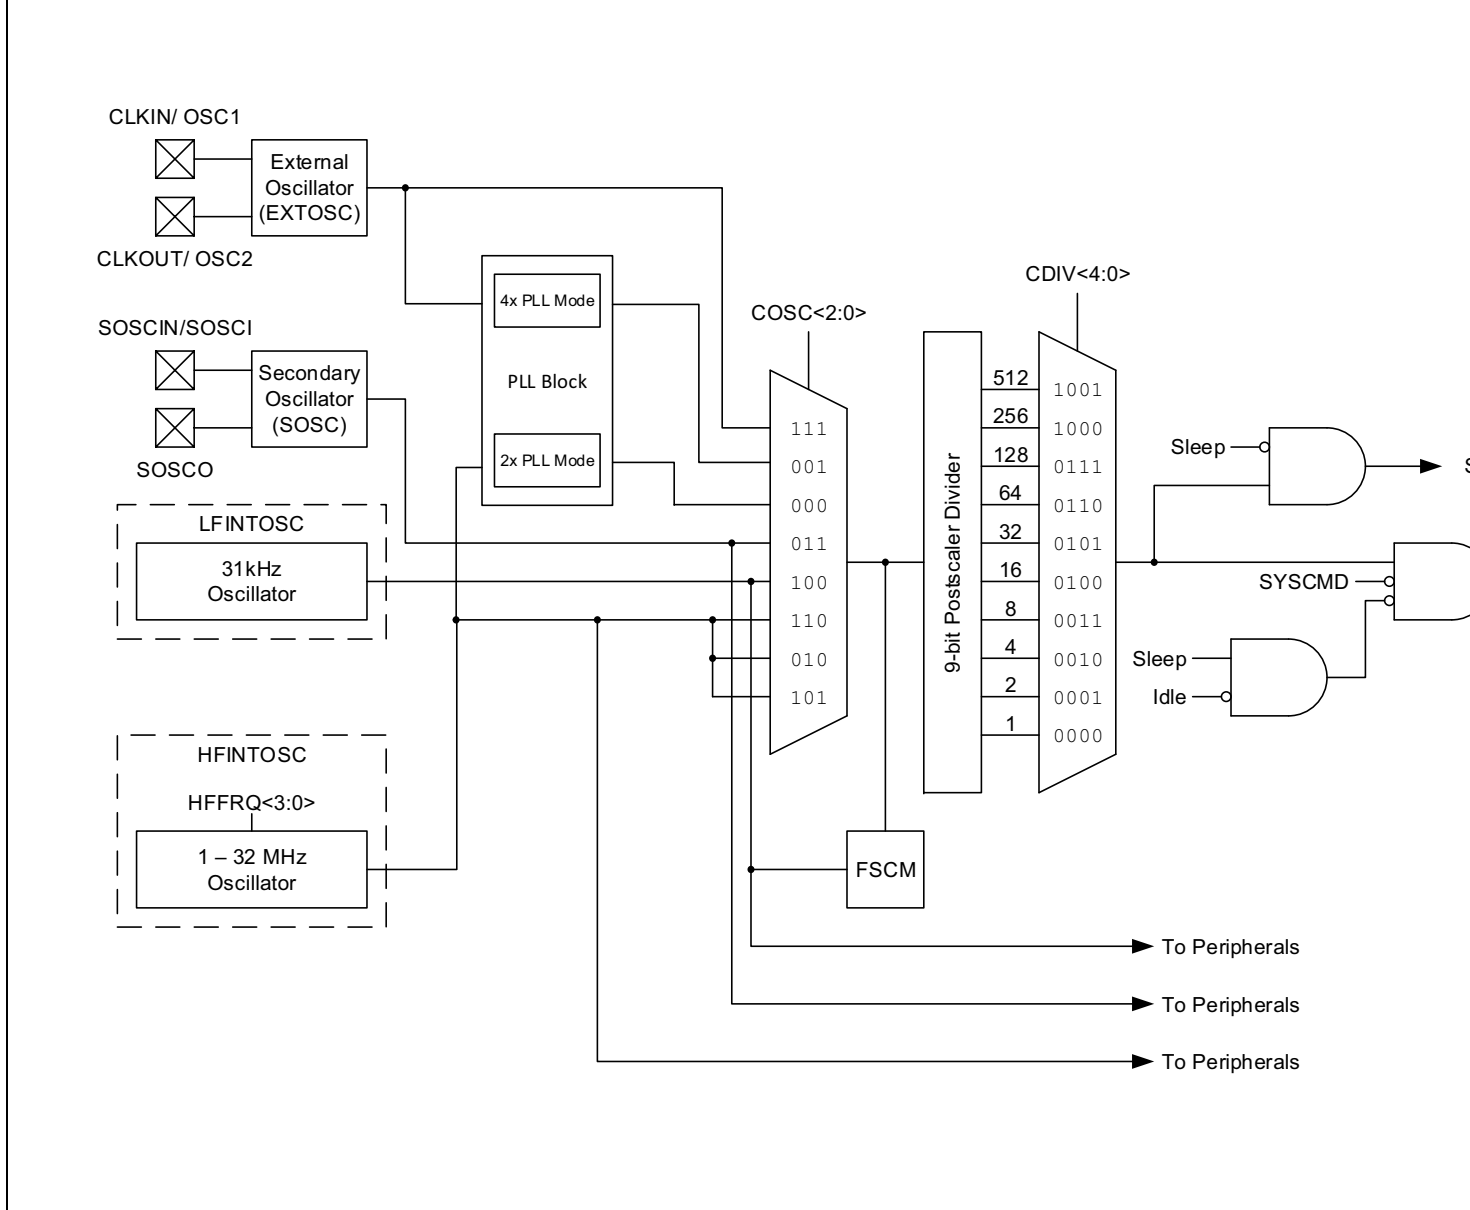 CLKIN/ OSC1
External
Oscillator
(EXTOSC)
CLKOUT/ OSC2
SOSCIN/SOSCI
Secondary
Oscillator
(SOSC)
SOSCO
LFINTOSC
31kHz
Oscillator
HFINTOSC
HFFRQ<3:0>
1 – 32 MHz
Oscillator
4x PLL Mode
PLL Block
2x PLL Mode
COSC<2:0>
111
001
000
011
100
110
010
101
FSCM
9-bit Postscaler Divider
512
256
128
64
32
16
8
4
2
1
CDIV<4:0>
1001
1000
0111
0110
0101
0100
0011
0010
0001
0000
Sleep
SYSCMD
Sleep
Idle
To Peripherals
To Peripherals
To Peripherals